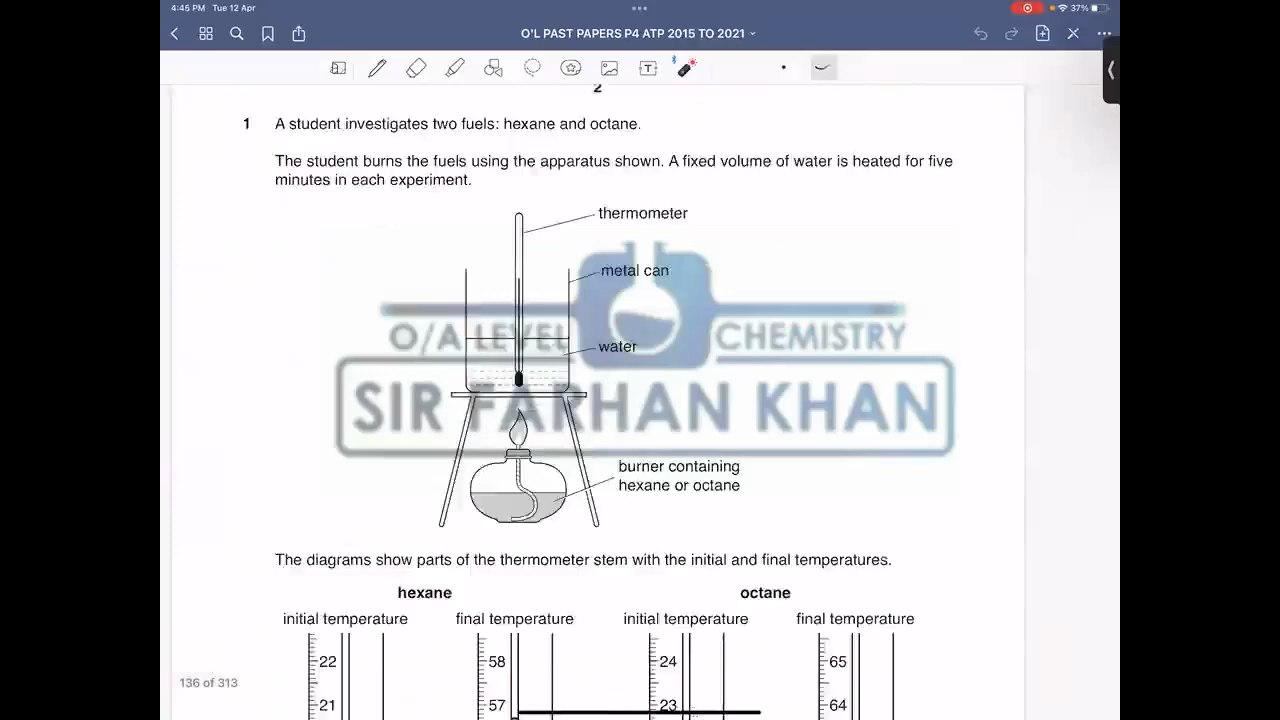 4:45 PM Tue 12 Apr
37%
O'L PAST PAPERS P4 ATP 2015 TO 2021
2
1 A student investigates two fuels: hexane and octane.
The student burns the fuels using the apparatus shown. A fixed volume of water is heated for five
minutes in each experiment.
thermometer
metal can
O/A LEVEL CHEMISTRY
water
SIR FARHAN KHAN
burner containing
hexane or octane
The diagrams show parts of the thermometer stem with the initial and final temperatures.
hexane octane
initial temperature final temperature initial temperature final temperature
22 58 24 65
136 of 313
21 57 23 64